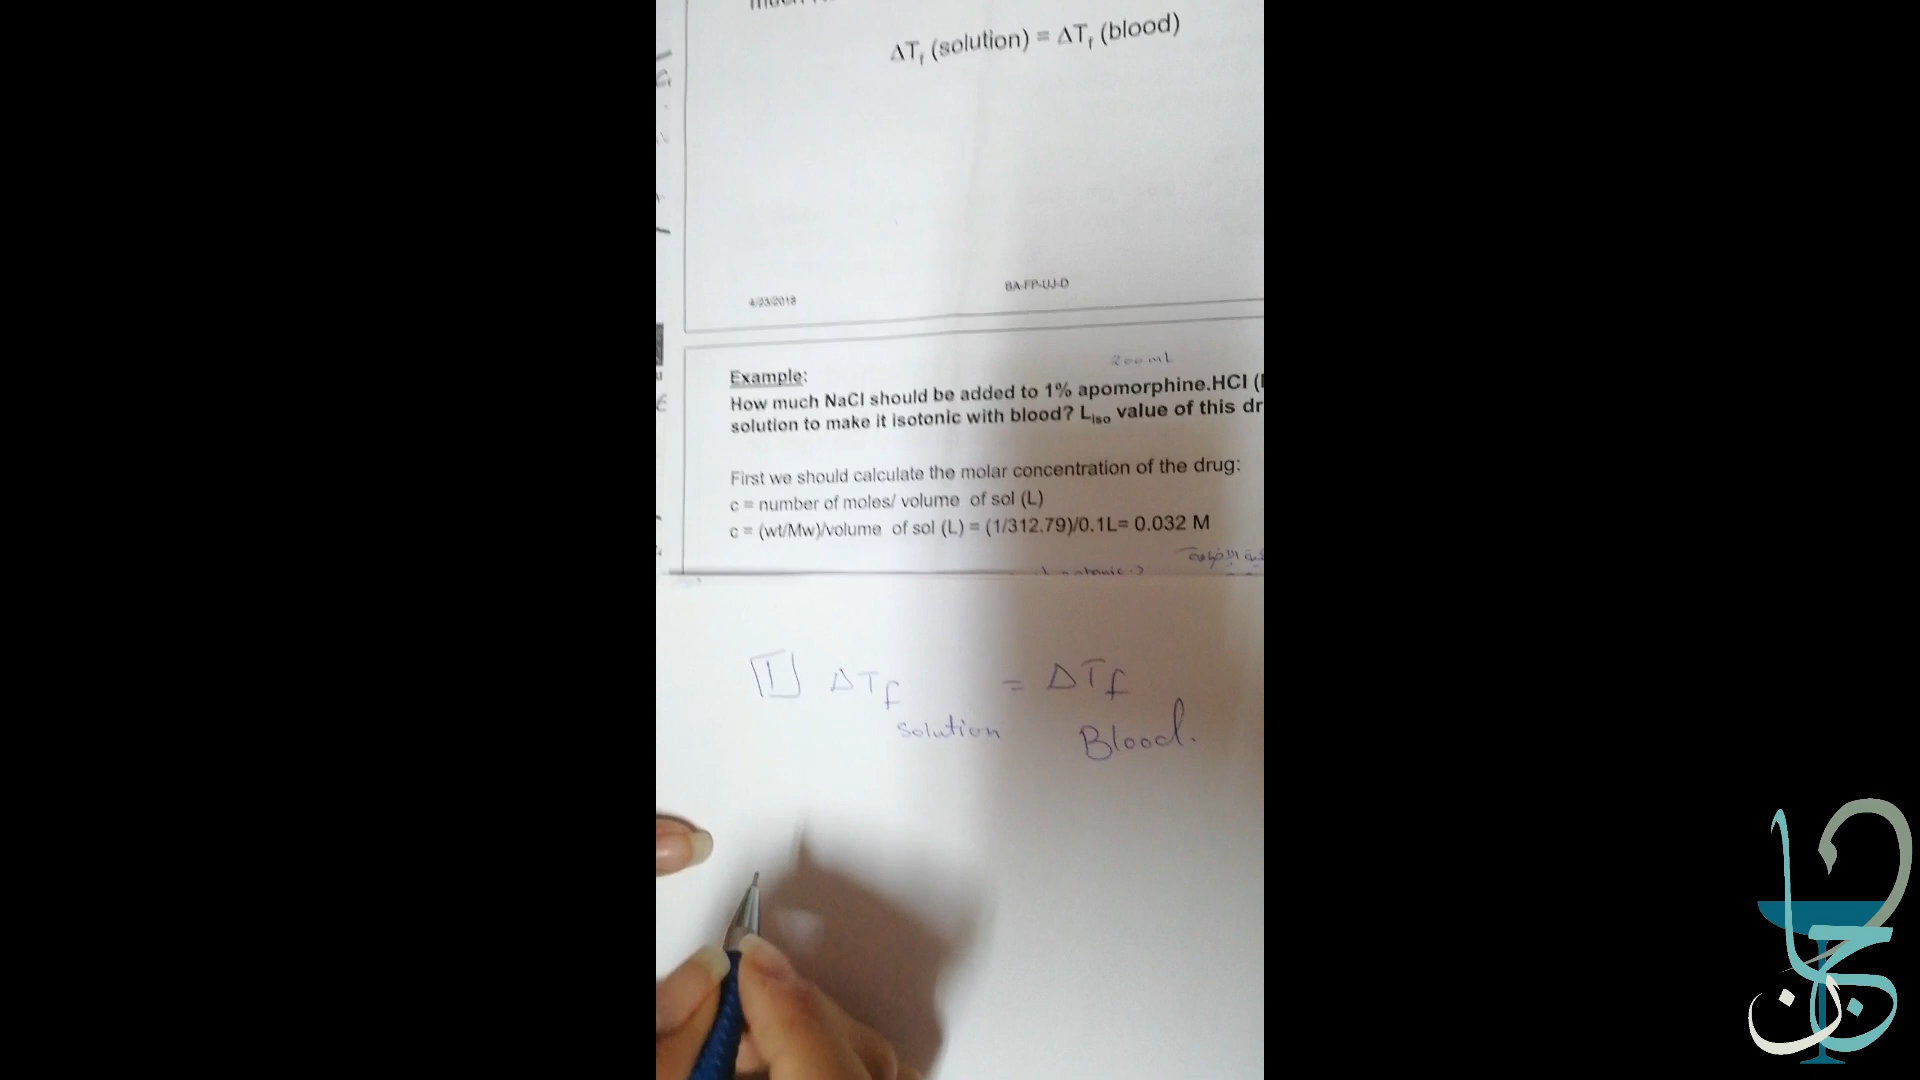 ΔTf (solution) = ΔTf (blood)
4/23/2018
BA-FP-UJ-D
200 mL
Example:
How much NaCl should be added to 1% apomorphine.HCl (
solution to make it isotonic with blood? Liso value of this dr
First we should calculate the molar concentration of the drug:
c = number of moles/ volume of sol (L)
c = (wt/Mw)/volume of sol (L) = (1/312.79)/0.1L= 0.032 M
1 ΔTf solution = ΔTf Blood.